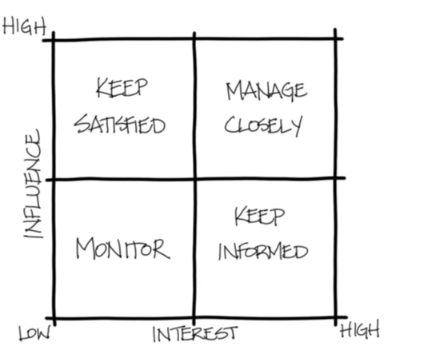 HIGH
KEEP
SATISFIED
MANAGE
CLOSELY
INFLUENCE
MONITOR
KEEP
INFORMED
LOW
INTEREST
HIGH